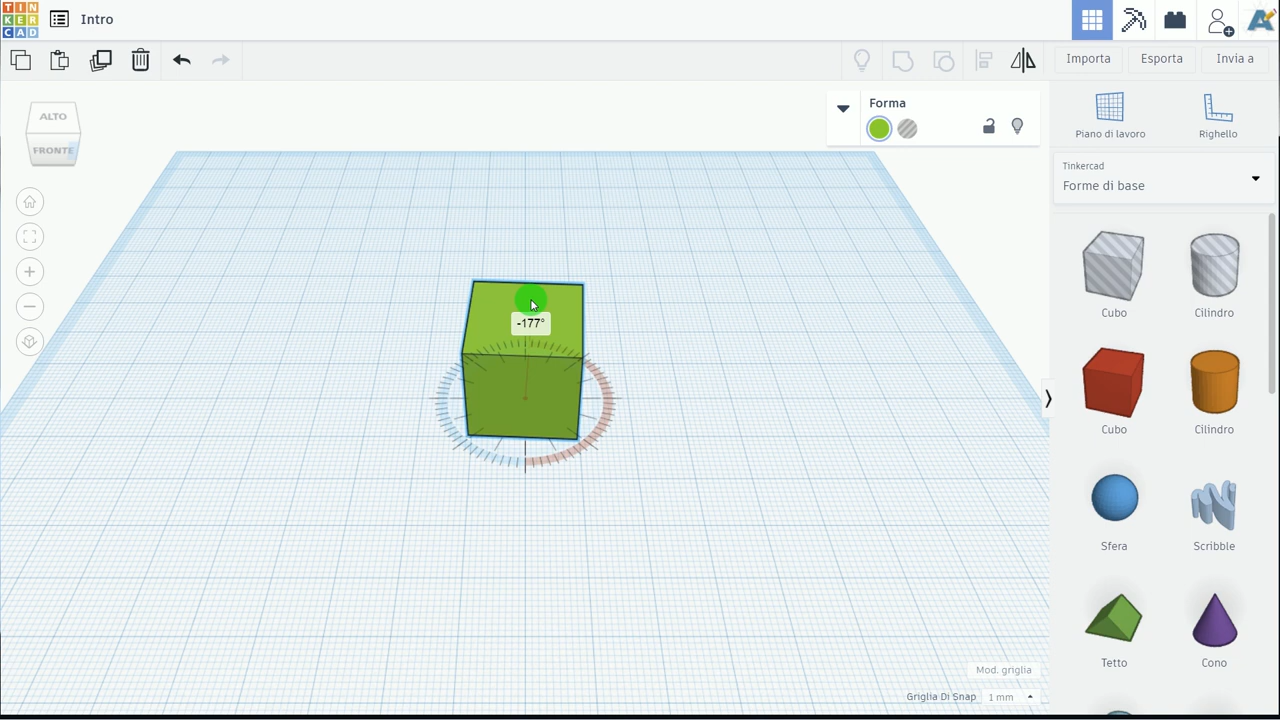 TIN
KER
CAD
Intro
Importa
Esporta
Invia a
ALTO
FRONTE
Forma
Piano di lavoro
Righello
Tinkercad
Forme di base
-177°
Cubo
Cilindro
Cubo
Cilindro
Sfera
Scribble
Tetto
Cono
Mod. griglia
Griglia Di Snap
1 mm